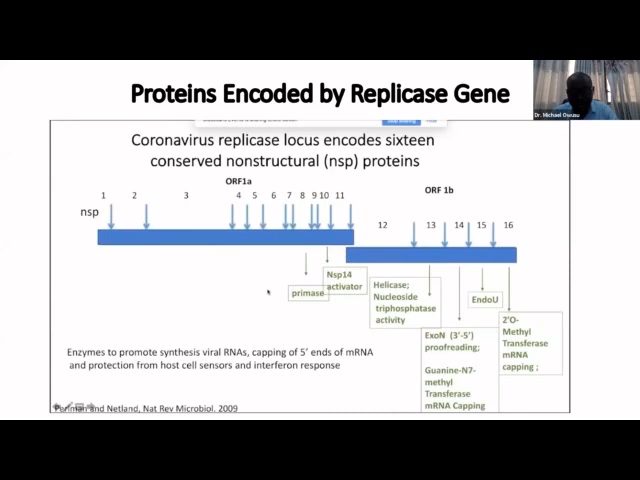 Proteins Encoded by Replicase Gene
Dr. Michael Owusu
Coronavirus replicase locus encodes sixteen
conserved nonstructural (nsp) proteins
ORF1a
ORF 1b
1 2 3 4 5 6 7 8 9 10 11
12 13 14 15 16
nsp
primase
Nsp14
activator
Helicase;
Nucleoside
triphosphatase
activity
ExoN (3'-5')
proofreading;
Guanine-N7-
methyl
Transferase
mRNA Capping
EndoU
2'O-
Methyl
Transferase
mRNA
capping ;
Enzymes to promote synthesis viral RNAs, capping of 5' ends of mRNA
and protection from host cell sensors and interferon response
Perlman and Netland, Nat Rev Microbiol. 2009